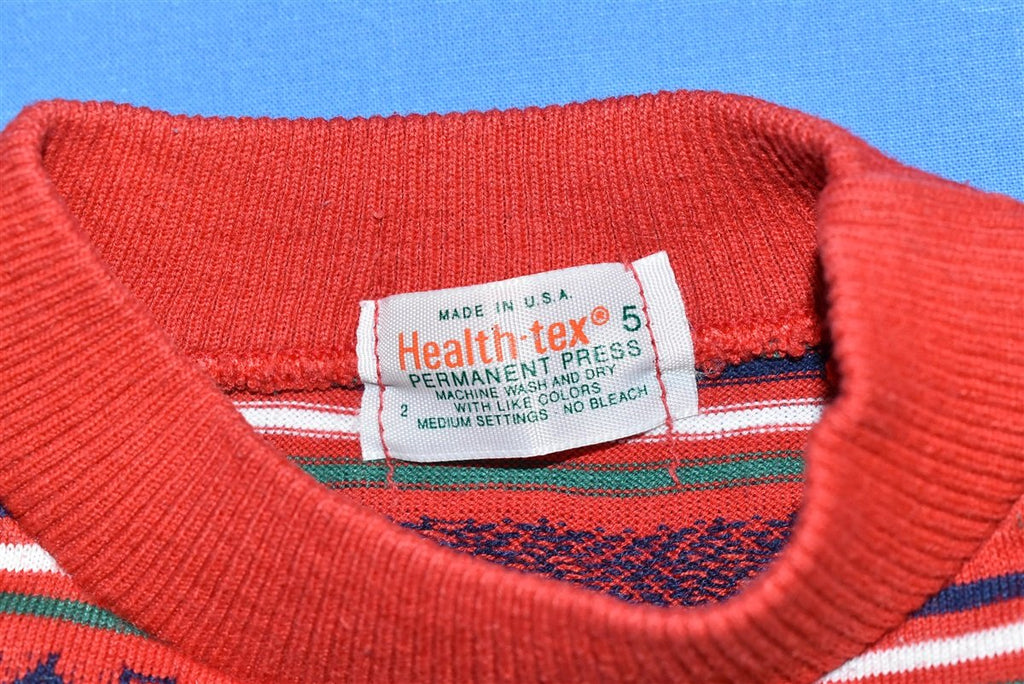 MADE IN U.S.A.
Health-tex® 5
PERMANENT PRESS
MACHINE WASH AND DRY
2 WITH LIKE COLORS
MEDIUM SETTINGS NO BLEACH